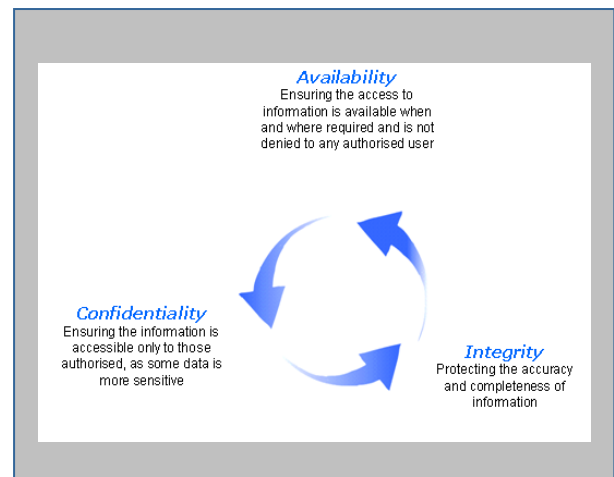 Availability
Ensuring the access to
information is available when
and where required and is not
denied to any authorised user
Confidentiality
Ensuring the information is
accessible only to those
authorised, as some data is
more sensitive
Integrity
Protecting the accuracy
and completeness of
information